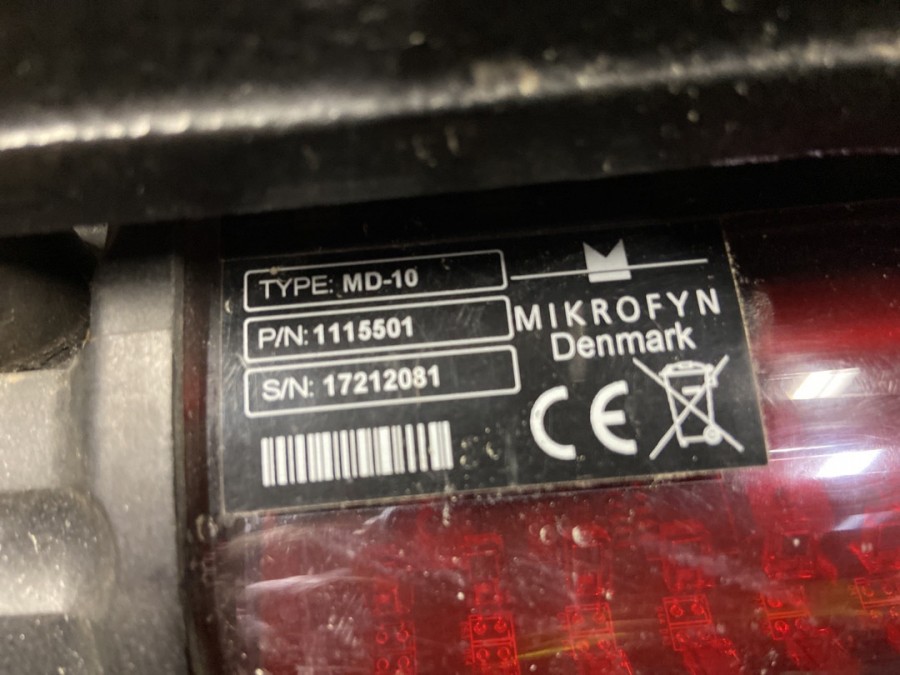 TYPE: MD-10
P/N: 1115501
S/N: 17212081
MIKROFYN
Denmark
CE